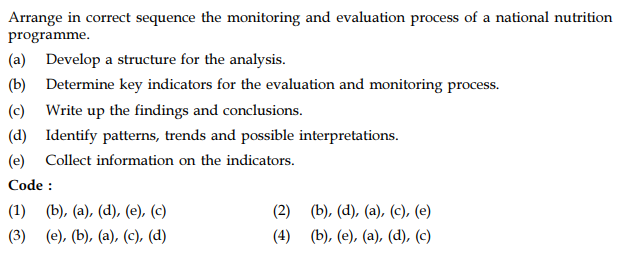 Arrange in correct sequence the monitoring and evaluation process of a national nutrition
programme.
(a) Develop a structure for the analysis.
(b) Determine key indicators for the evaluation and monitoring process.
(c) Write up the findings and conclusions.
(d) Identify patterns, trends and possible interpretations.
(e) Collect information on the indicators.
Code :
(1) (b), (a), (d), (e), (c) (2) (b), (d), (a), (c), (e)
(3) (e), (b), (a), (c), (d) (4) (b), (e), (a), (d), (c)